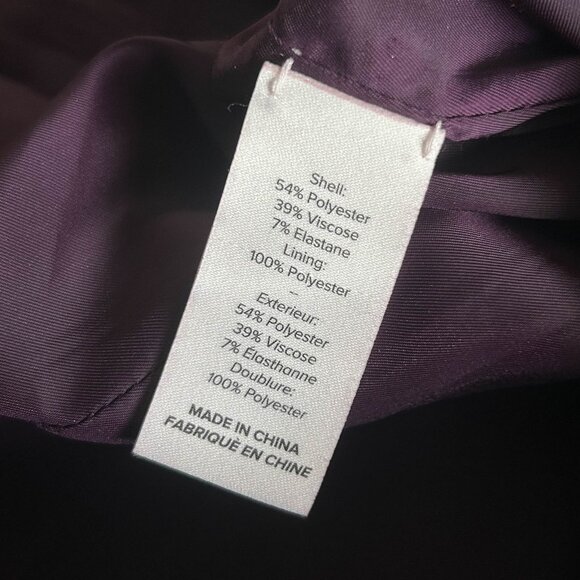 Shell:
54% Polyester
39% Viscose
7% Elastane
Lining:
100% Polyester
–
Exterieur:
54% Polyester
39% Viscose
7% Élasthanne
Doublure:
100% Polyester
MADE IN CHINA
FABRIQUÉ EN CHINE